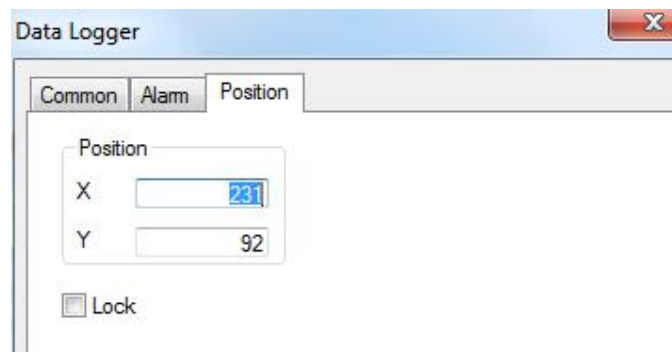 Data Logger
Common Alarm Position
Position
X 231
Y 92
Lock